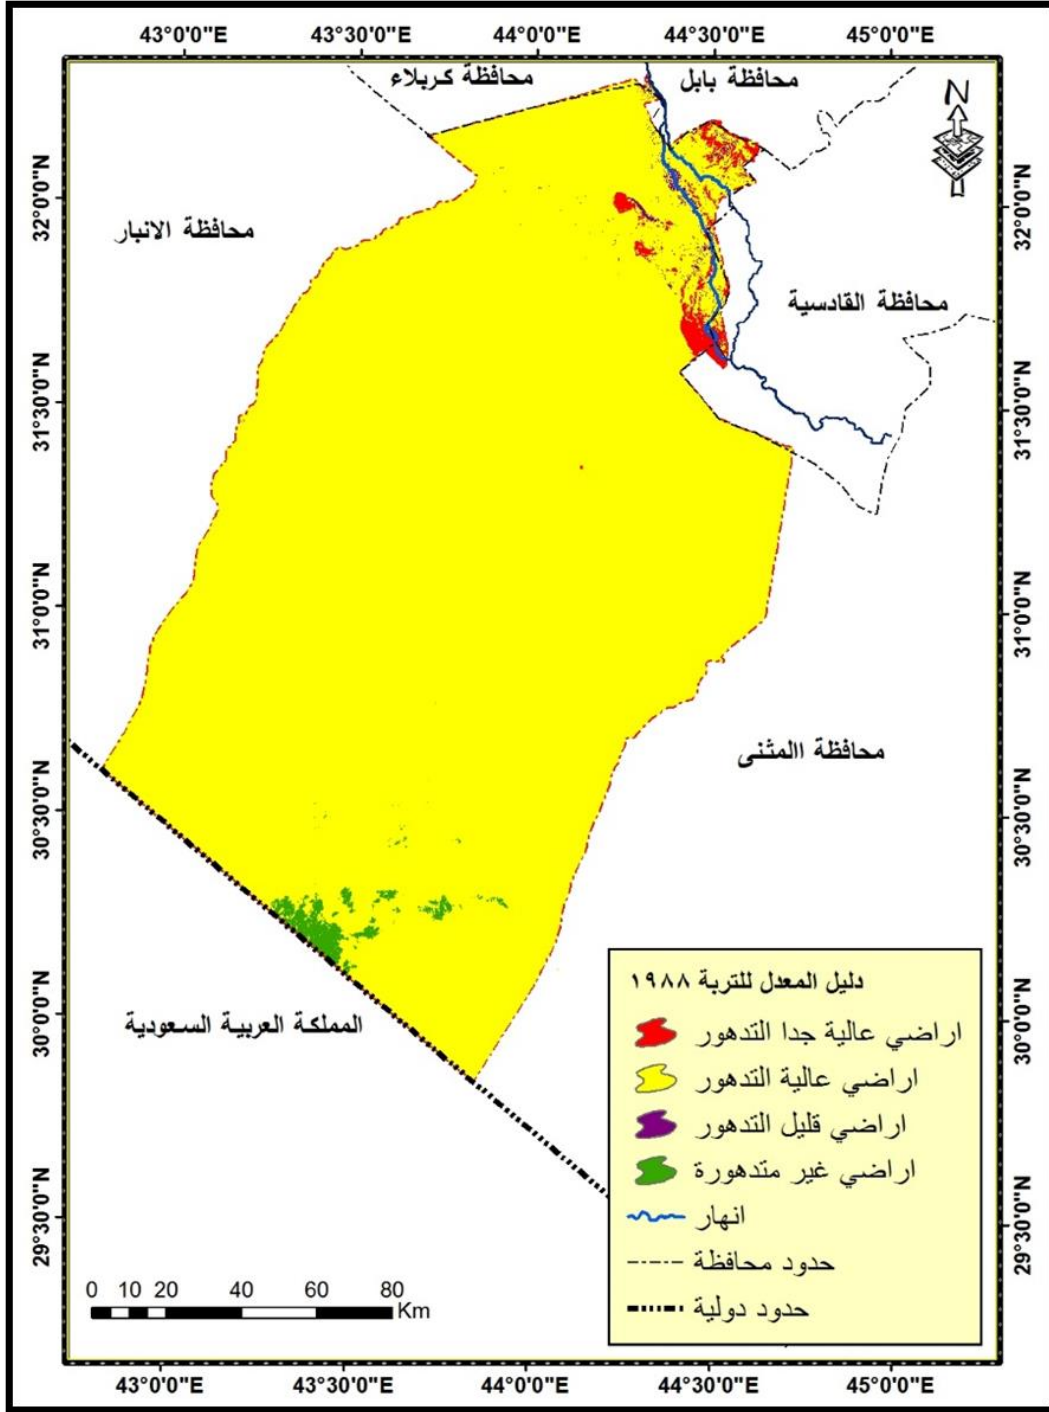 43°0'0"E 43°30'0"E 44°0'0"E 44°30'0"E 45°0'0"E
محافظة كربلاء
محافظة بابل
N
32°0'0"N
32°0'0"N
محافظة الانبار
محافظة القادسية
31°30'0"N
31°30'0"N
31°0'0"N
31°0'0"N
محافظة االمثنى
30°30'0"N
30°30'0"N
المملكة العربية السعودية
30°0'0"N
30°0'0"N
دليل المعدل للتربة ١٩٨٨
اراضي عالية جدا التدهور
اراضي عالية التدهور
اراضي قليل التدهور
اراضي غير متدهورة
انهار
حدود محافظة
حدود دولية
29°30'0"N
29°30'0"N
0 10 20 40 60 80
Km
43°0'0"E 43°30'0"E 44°0'0"E 44°30'0"E 45°0'0"E